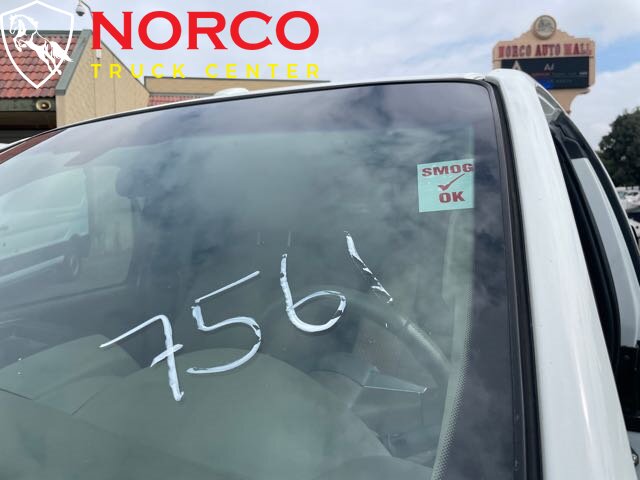 NORCO
TRUCK CENTER
NORCO AUTO MALL
SMOG
OK
7561